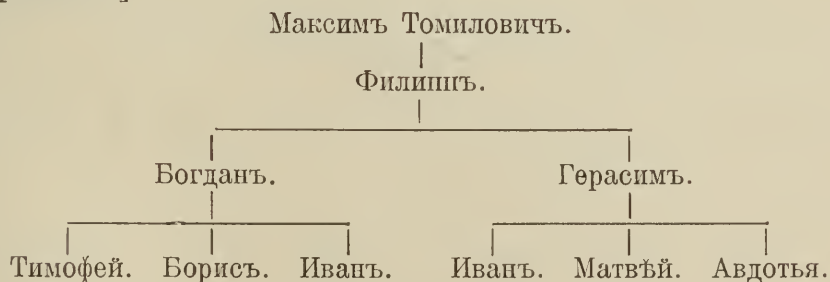 Максимъ Томиловичъ.
Филиппъ.
Богданъ. Герасимъ.
Тимофей. Борисъ. Иванъ. Иванъ. Матвѣй. Авдотья.